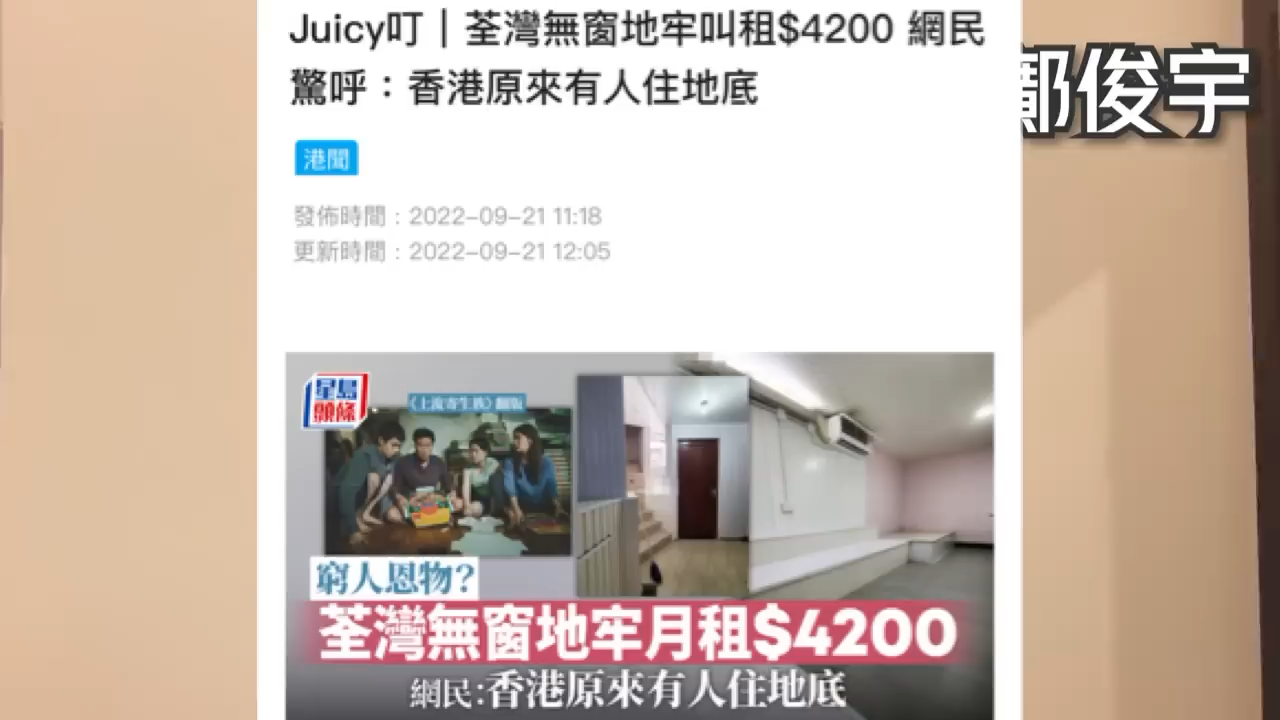 Juicy叮｜荃灣無窗地牢叫租$4200 網民
驚呼：香港原來有人住地底
鄺俊宇
港聞
發佈時間：2022-09-21 11:18
更新時間：2022-09-21 12:05
星島
頭條
《上流寄生族》翻版
窮人恩物?
荃灣無窗地牢月租$4200
網民:香港原來有人住地底